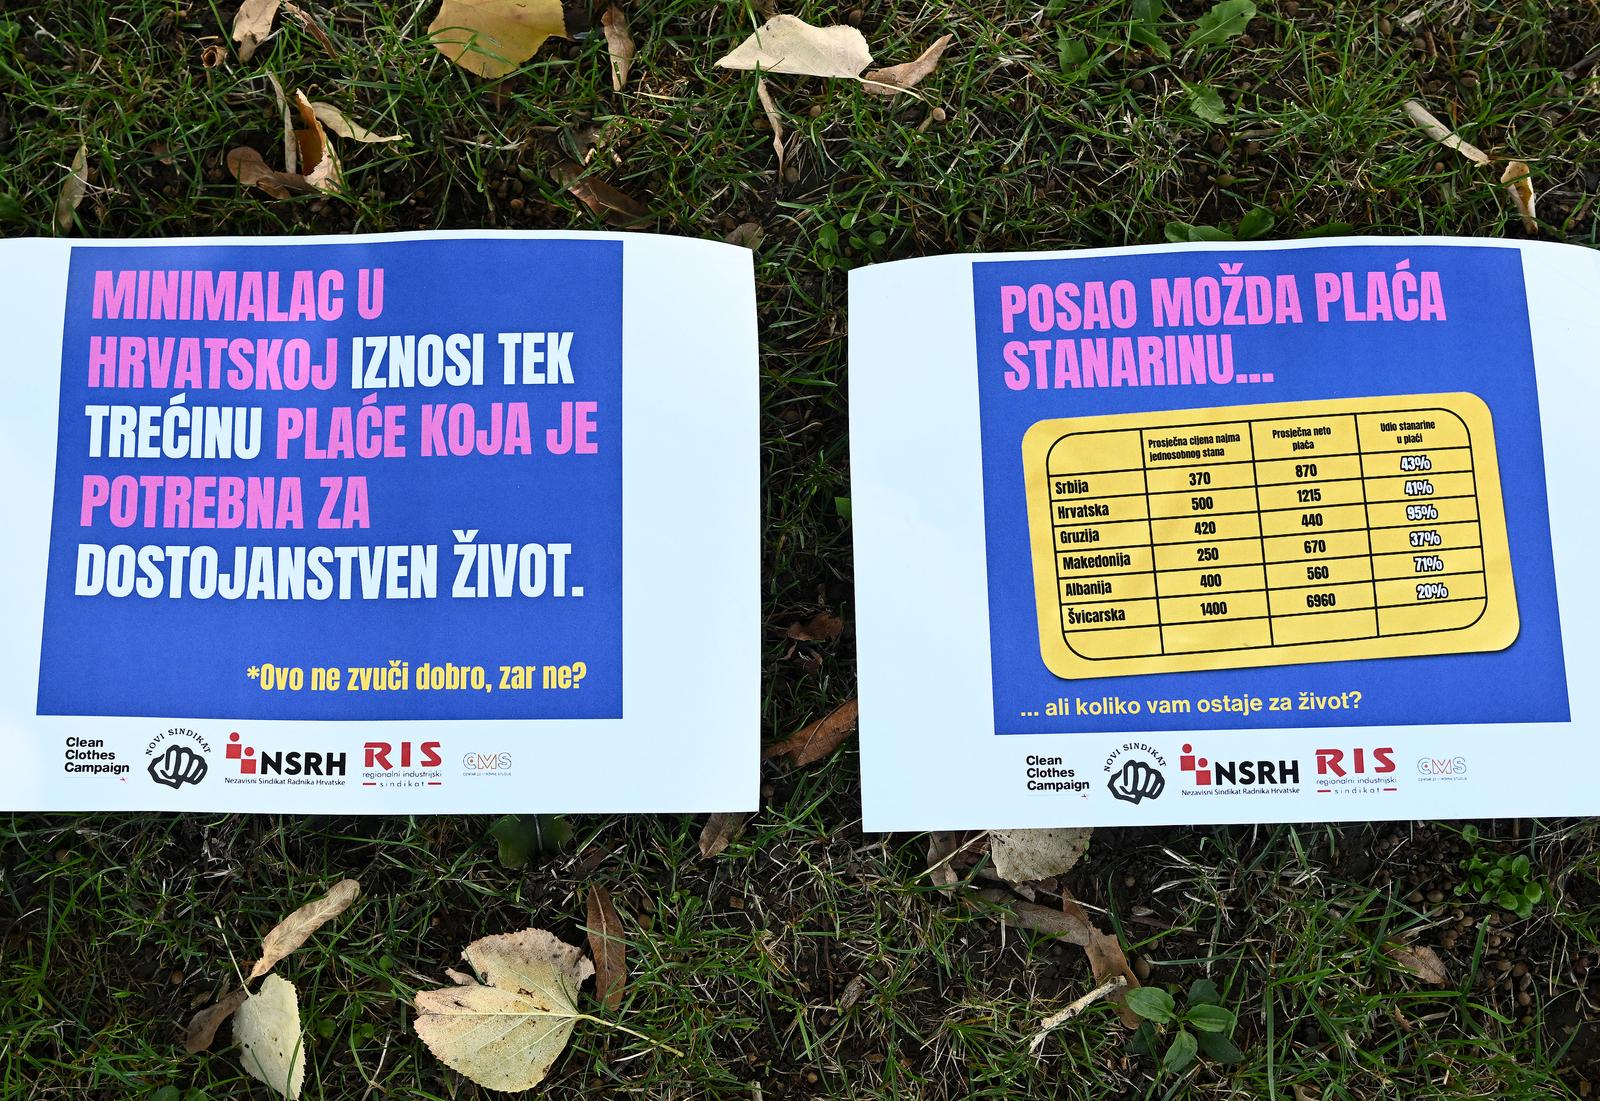 MINIMALAC U
HRVATSKOJ IZNOSI TEK
TREĆINU PLAĆE KOJA JE
POTREBNA ZA
DOSTOJANSTVEN ŽIVOT.
*Ovo ne zvuči dobro, zar ne?
Clean
Clothes
Campaign
NOVI SINDIKAT
NSRH
Nezavisni Sindikat Radnika Hrvatske
RIS
regionalni industrijski
sindikat
CMS
POSAO MOŽDA PLAĆA
STANARINU...
Prosječna cijena najma
jednosobnog stana
Prosječna neto
plaća
Udio stanarine
u plaći
Srbija 370 870 43%
Hrvatska 500 1215 41%
Gruzija 420 440 95%
Makedonija 250 670 37%
Albanija 400 560 71%
Švicarska 1400 6960 20%
... ali koliko vam ostaje za život?
Clean
Clothes
Campaign
NOVI SINDIKAT
NSRH
Nezavisni Sindikat Radnika Hrvatske
RIS
regionalni industrijski
sindikat
CMS